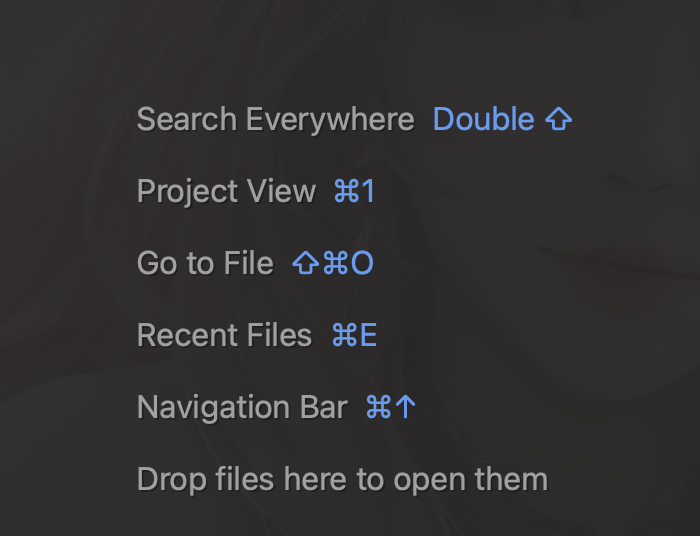 Search Everywhere Double ⇧
Project View ⌘1
Go to File ⇧⌘O
Recent Files ⌘E
Navigation Bar ⌘↑
Drop files here to open them